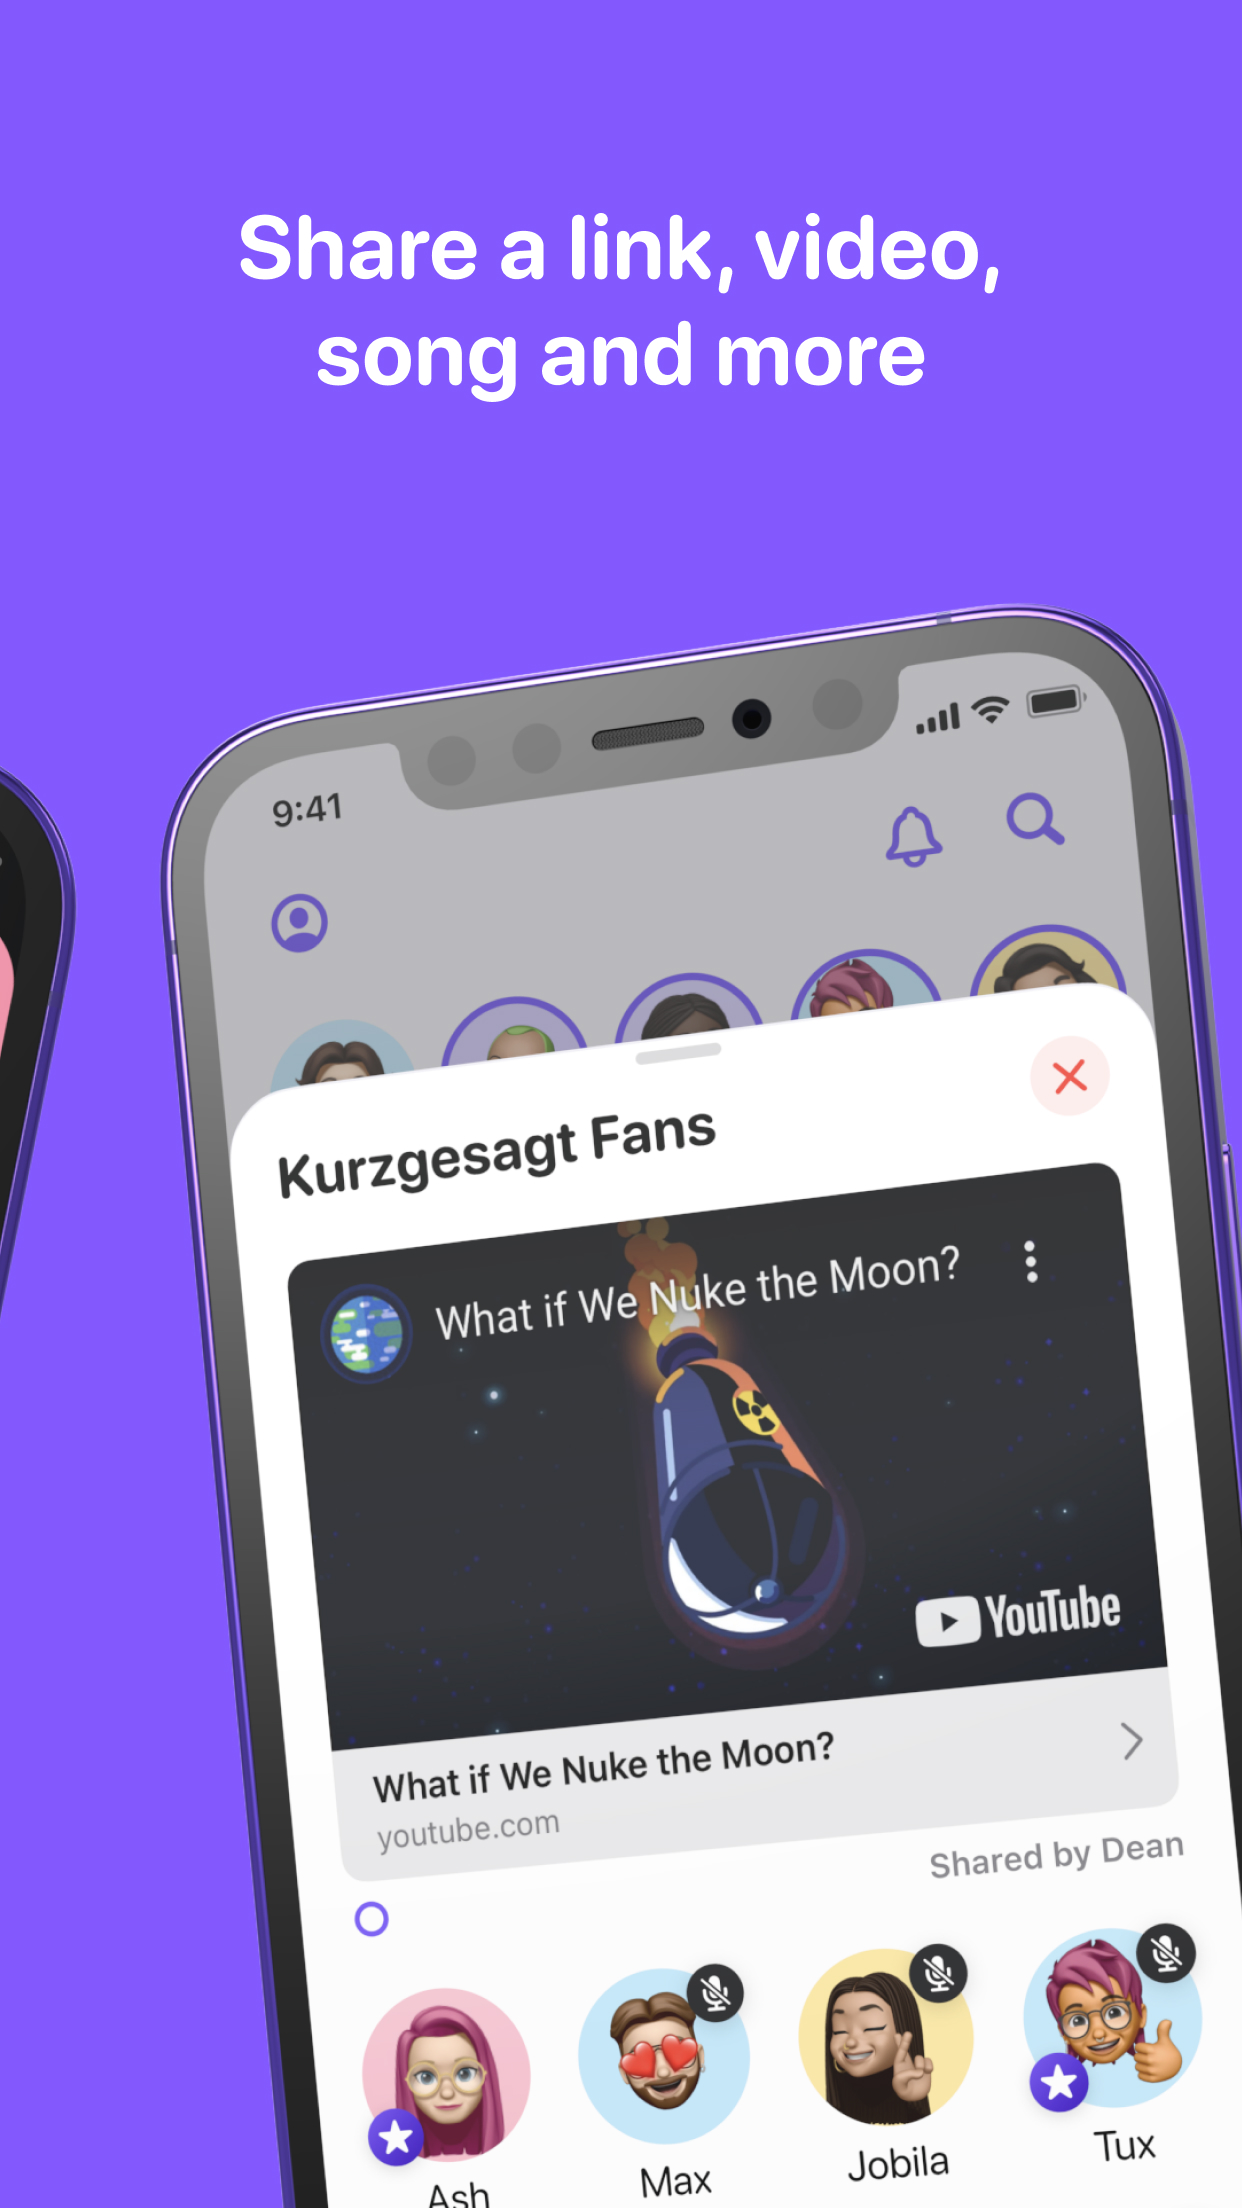 Share a link, video,
song and more
9:41
Kurzgesagt Fans
What if We Nuke the Moon?
YouTube
What if We Nuke the Moon?
youtube.com
Shared by Dean
Ash
Max
Jobila
Tux